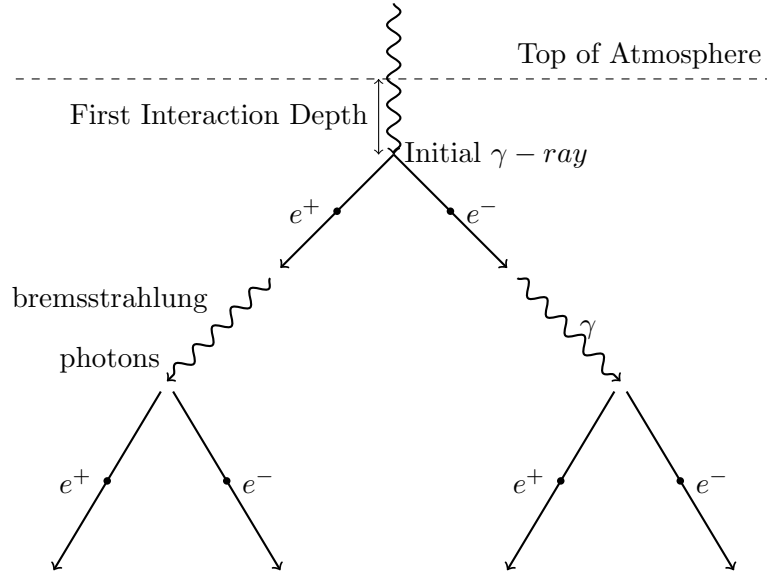 Top of Atmosphere
First Interaction Depth
Initial γ − ray
e⁺
e⁻
bremsstrahlung
γ
photons
e⁺
e⁻
e⁺
e⁻